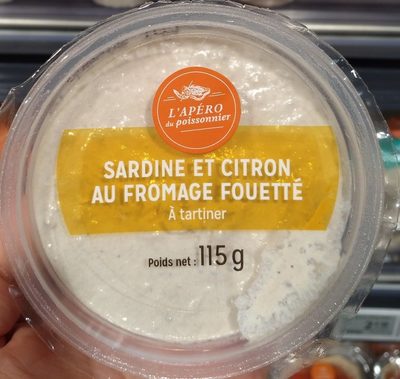 L'APÉRO
du poissonnier
SARDINE ET CITRON
AU FROMAGE FOUETTÉ
À tartiner
Poids net : 115 g